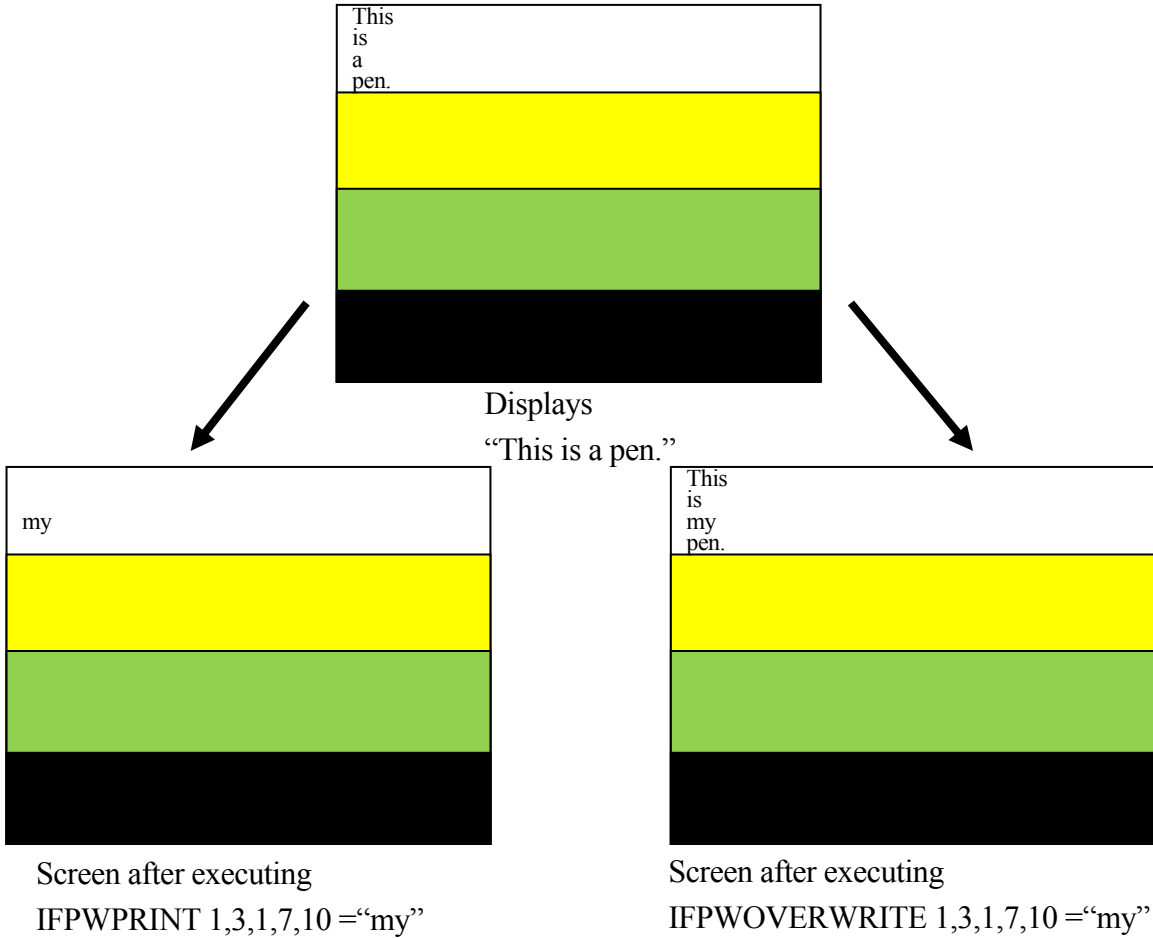 This
is
a
pen.
Displays
“This is a pen.”
my
Screen after executing
IFPWPRINT 1,3,1,7,10 =“my”
This
is
my
pen.
Screen after executing
IFPWOVERWRITE 1,3,1,7,10 =“my”